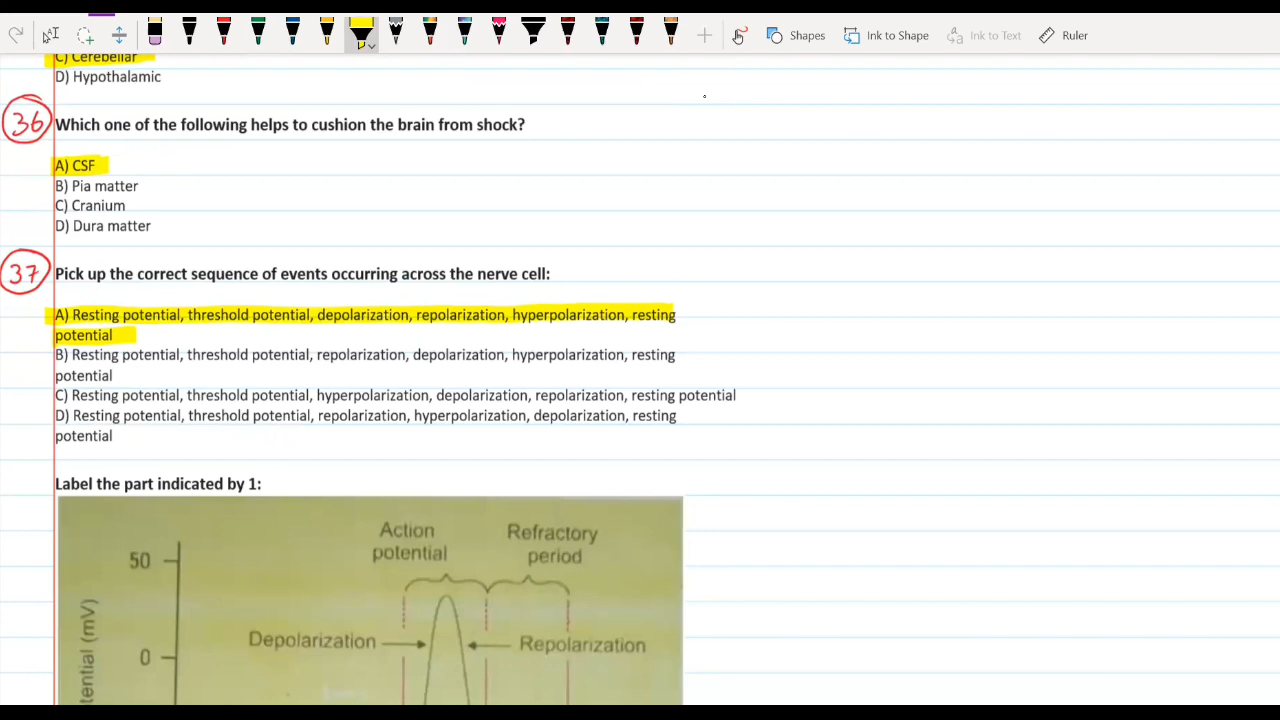 Shapes
Ink to Shape
Ink to Text
Ruler
C) Cerebellar
D) Hypothalamic
36 Which one of the following helps to cushion the brain from shock?
A) CSF
B) Pia matter
C) Cranium
D) Dura matter
37 Pick up the correct sequence of events occurring across the nerve cell:
A) Resting potential, threshold potential, depolarization, repolarization, hyperpolarization, resting
potential
B) Resting potential, threshold potential, repolarization, depolarization, hyperpolarization, resting
potential
C) Resting potential, threshold potential, hyperpolarization, depolarization, repolarization, resting potential
D) Resting potential, threshold potential, repolarization, hyperpolarization, depolarization, resting
potential
Label the part indicated by 1:
Action
potential
Refractory
period
50
Depolarization
Repolarization
0
(mV)